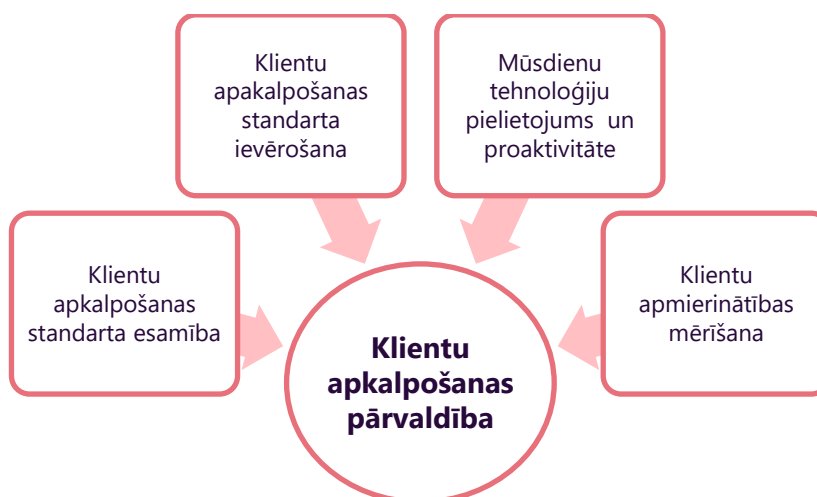 Klientu
apakalpošanas
standarta
ievērošana
Mūsdienu
tehnoloģiju
pielietojums un
proaktivitāte
Klientu
apkalpošanas
standarta esamība
Klientu
apmierinātības
mērīšana
Klientu
apkalpošanas
pārvaldība